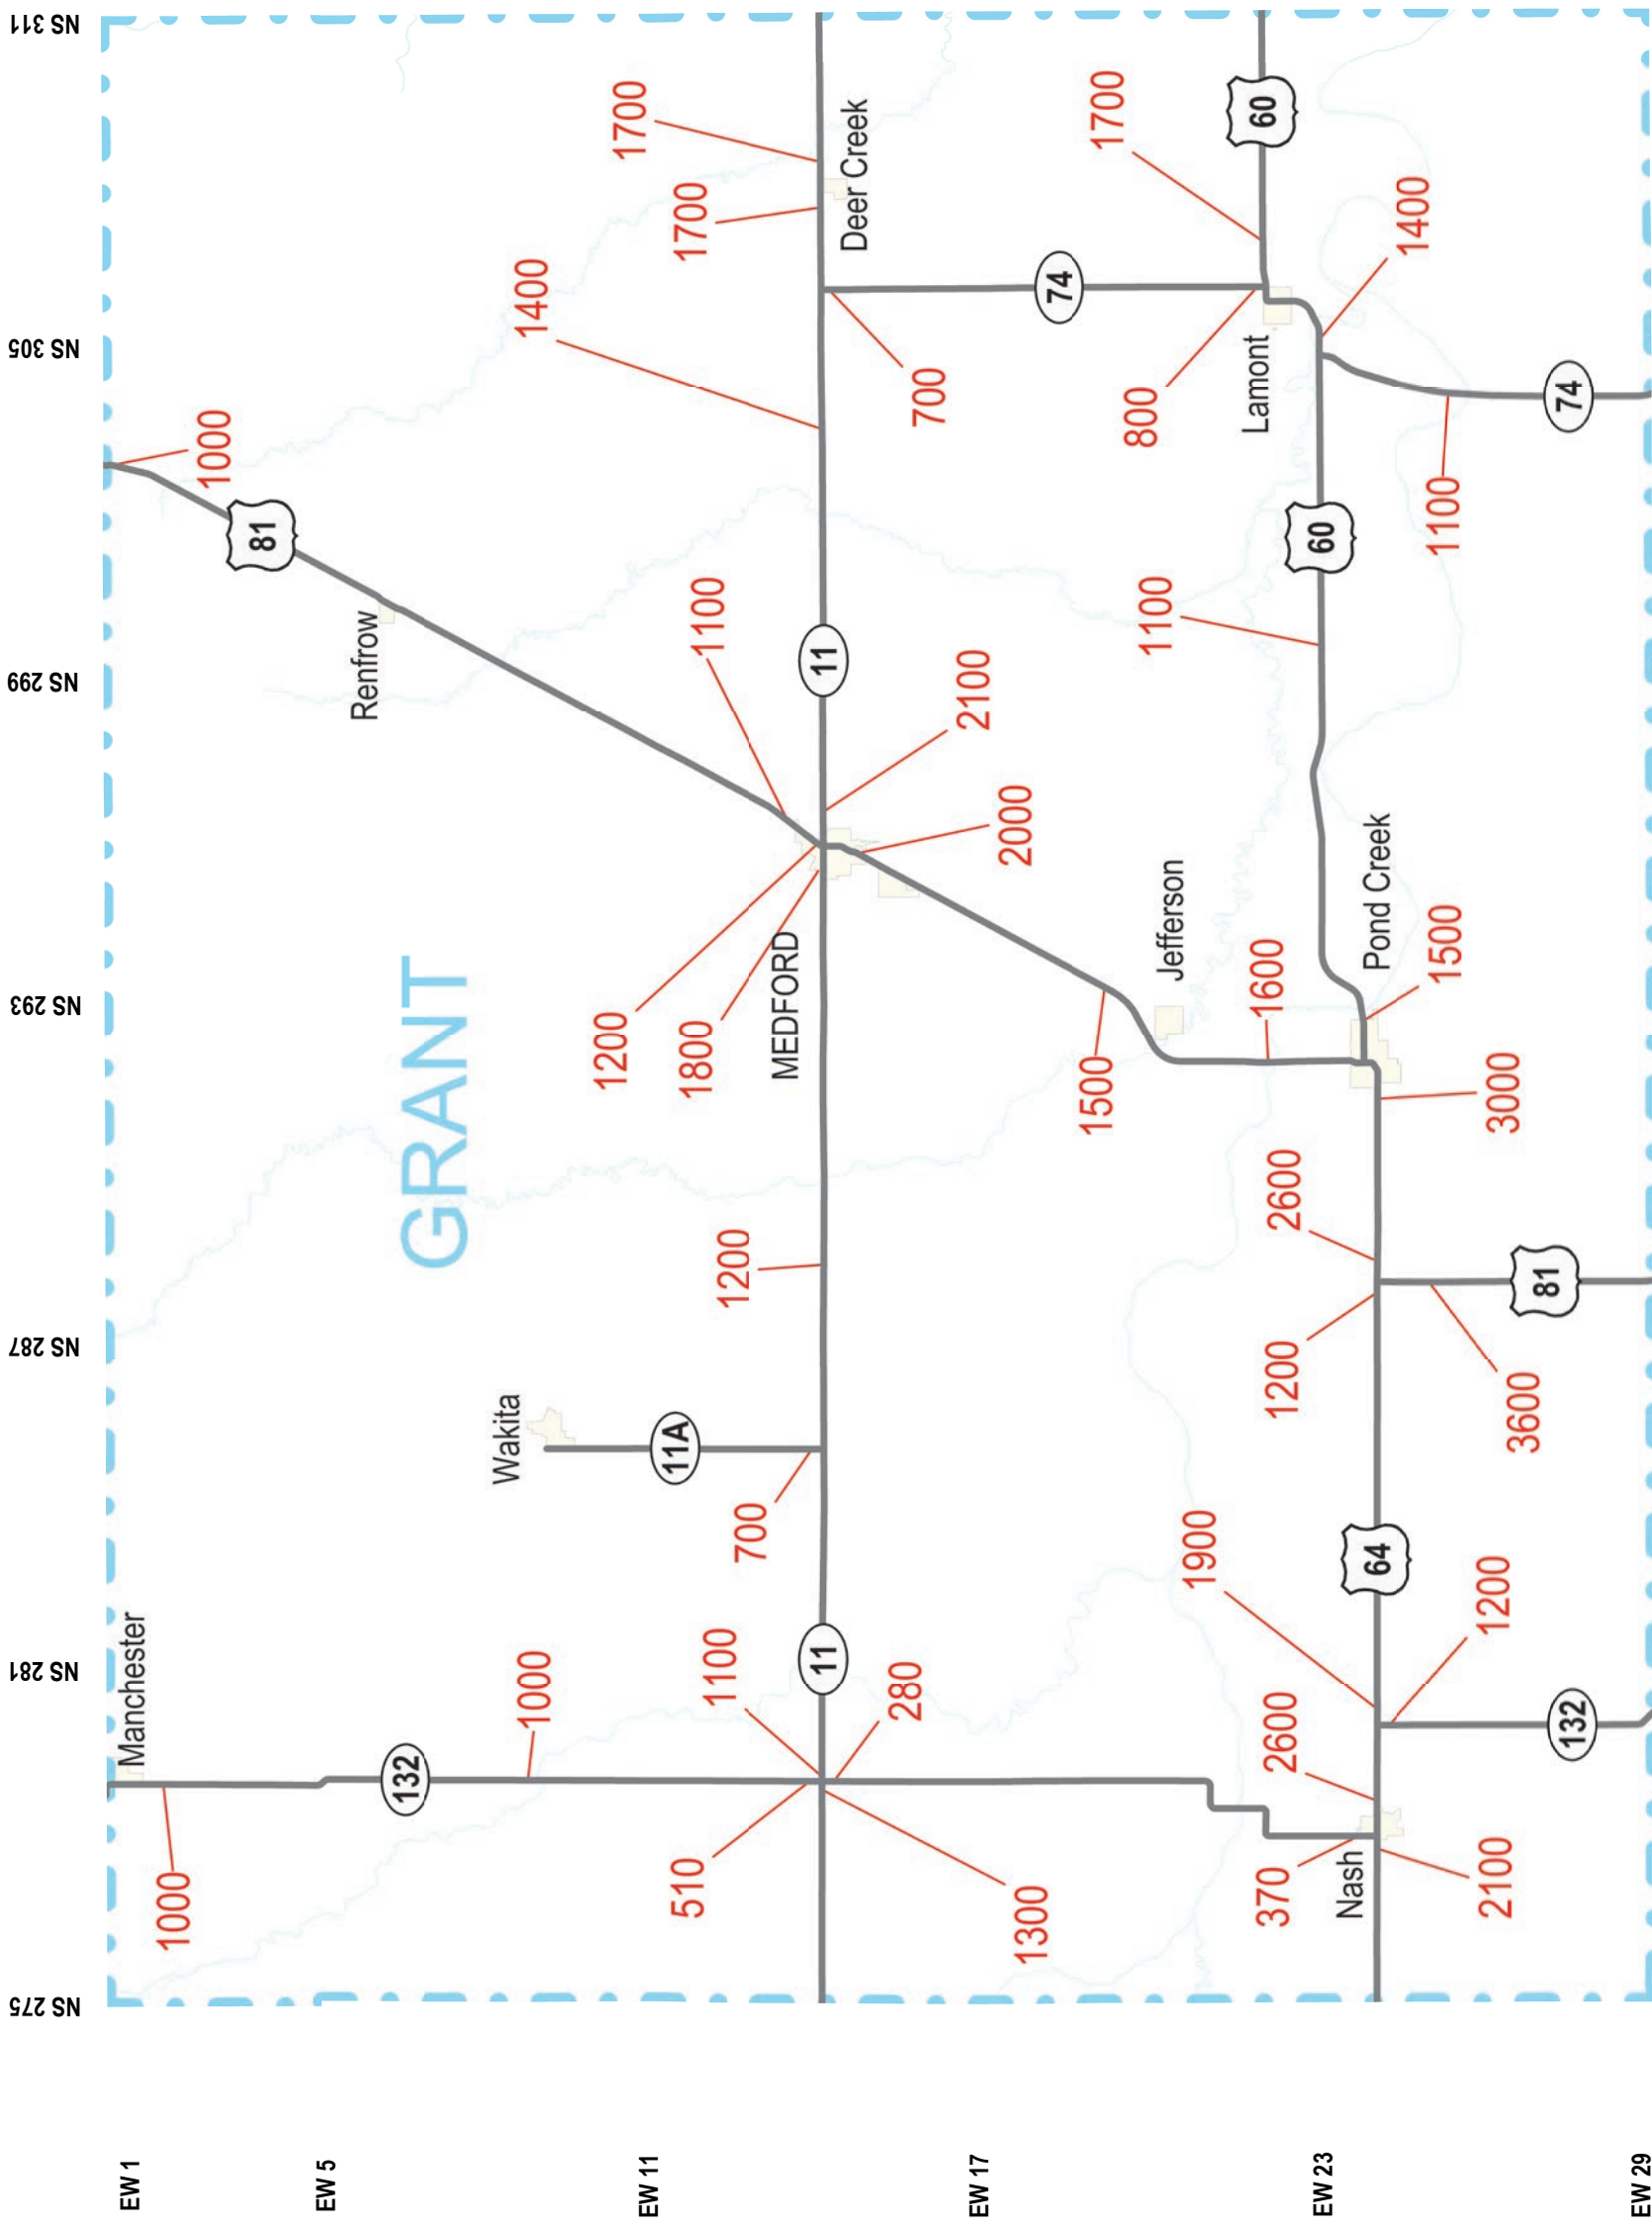 NS 275
NS 281
NS 287
NS 293
NS 299
NS 305
NS 311
EW 1
EW 5
EW 11
EW 17
EW 23
EW 29
GRANT
Manchester
1000
132
1000
Wakita
11A
700
Renfrow
81
1000
510
1100
11
280
1300
1200
1200
1800
MEDFORD
1100
2100
2000
11
1400
1700
1700
Deer Creek
700
74
800
1700
60
Lamont
1400
74
1100
1100
60
Jefferson
1500
1600
Pond Creek
1500
3000
2600
1200
3600
81
64
1900
1200
132
2600
370
Nash
2100